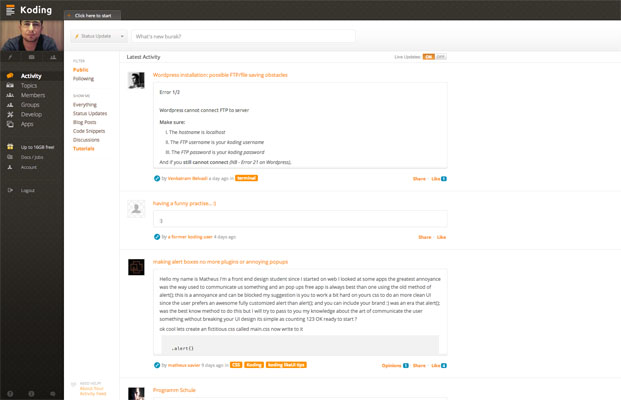 Koding
Click here to start
Status Update
What's new burak?
Activity
Topics
Members
Groups
Develop
Apps
Up to 16GB free!
Docs / Jobs
Account
Logout
FILTER
Public
Following
SHOW ME
Everything
Status Updates
Blog Posts
Code Snippets
Discussions
Tutorials
NEED HELP?
Activity Feed
Latest Activity
Live Updates: ON OFF
Wordpress installation: possible FTP/file saving obstacles
Error 1/3
Wordpress cannot connect FTP to server
Make sure:
I. The hostname is localhost
II. The FTP username is your koding username
III. The FTP password is your koding password
And if you still cannot connect (NB - Error 21 on Wordpress),
by Venkatram Rehvadi a day ago in terminal
Share · Like 1
having a funny practise... :)
:)
by a former koding user 4 days ago
Share · Like
making alert boxes no more plugins or annoying popups
Hello my name is Matheus i'm a front end design student since I started on web I looked at some apps the greatest annoyance
was the way used to communicate us something and an pop ups free app is always best than one using the old method of
alert(); this is a annoyance and can be blocked my suggestion is you to work a bit hard on yours css to do an more clean UI
since the user prefers an awesome fully customized alert than alert(); and you can include your brand :) was an era that alert();
was the best know method to do this but I will try to pass to you my knowledge about the art of comunicate the user
something without breaking your UI design its simple as counting 123 OK ready to start ?
ok cool lets create an fictitious css called main.css now write to it
.alert{}
by matheus xavier 9 days ago in CSS Koding Koding MacU tips
Opinions 1 Share · Like 4
Programm Schule